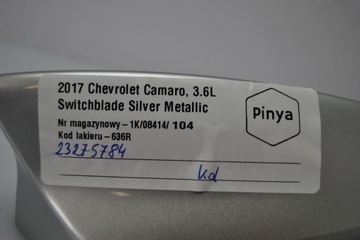 2017 Chevrolet Camaro, 3.6L
Switchblade Silver Metallic
Nr magazynowy – 1K/08414/ 104
Kod lakieru – 636R
23275784
Kd
Pinya